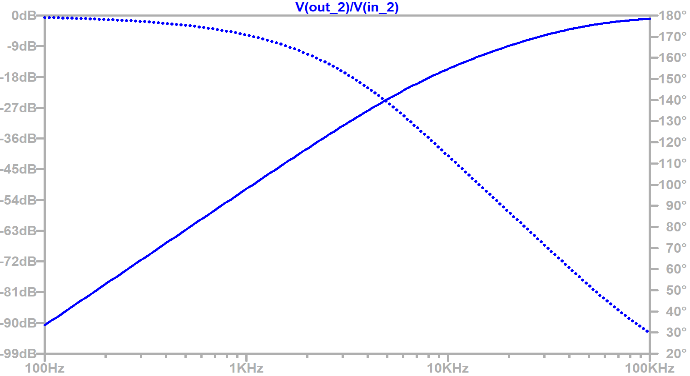 V(out_2)/V(in_2)
0dB
-9dB
-18dB
-27dB
-36dB
-45dB
-54dB
-63dB
-72dB
-81dB
-90dB
-99dB
180°
170°
160°
150°
140°
130°
120°
110°
100°
90°
80°
70°
60°
50°
40°
30°
20°
100Hz 1KHz 10KHz 100KHz